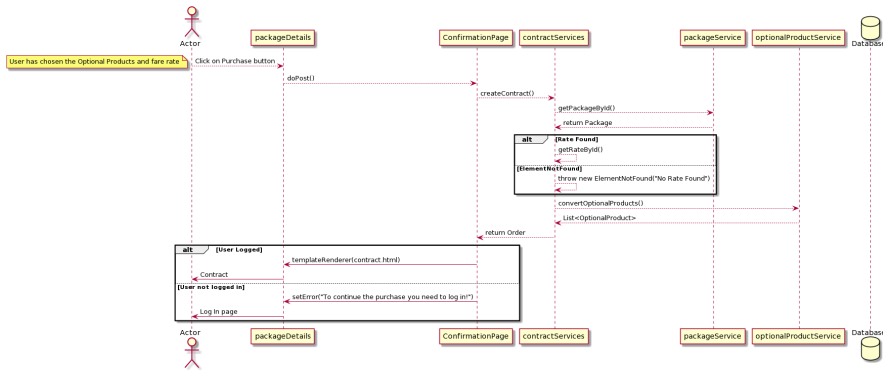 Actor
packageDetails
ConfirmationPage
contractServices
packageService
optionalProductService
Database
User has chosen the Optional Products and fare rate
Click on Purchase button
doPost()
createContract()
getPackageById()
return Package
alt
[Rate Found]
getRateById()
[ElementNotFound]
throw new ElementNotFound("No Rate Found")
convertOptionalProducts()
List<OptionalProduct>
return Order
alt
[User Logged]
templateRenderer(contract.html)
Contract
[User not logged in]
setError("To continue the purchase you need to log in!")
Log In page
Actor
packageDetails
ConfirmationPage
contractServices
packageService
optionalProductService
Database